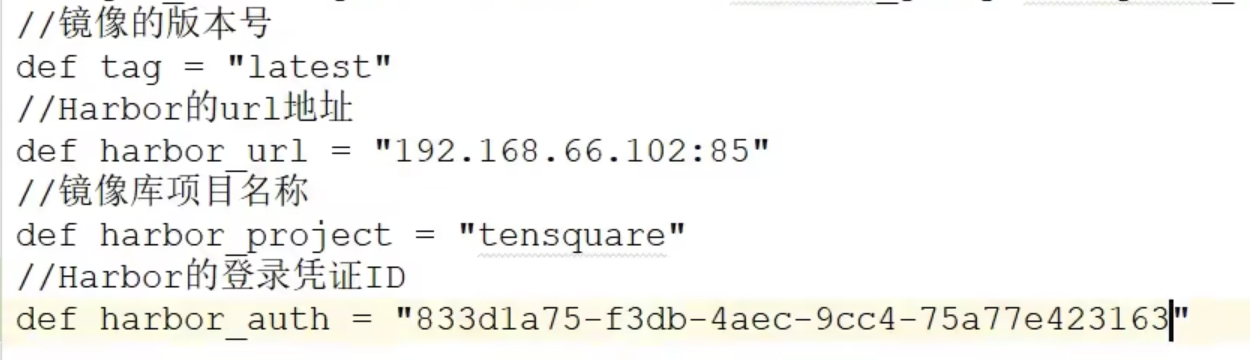 //镜像的版本号
def tag = "latest"
//Harbor的url地址
def harbor_url = "192.168.66.102:85"
//镜像库项目名称
def harbor_project = "tensquare"
//Harbor的登录凭证ID
def harbor_auth = "833d1a75-f3db-4aec-9cc4-75a77e423163"